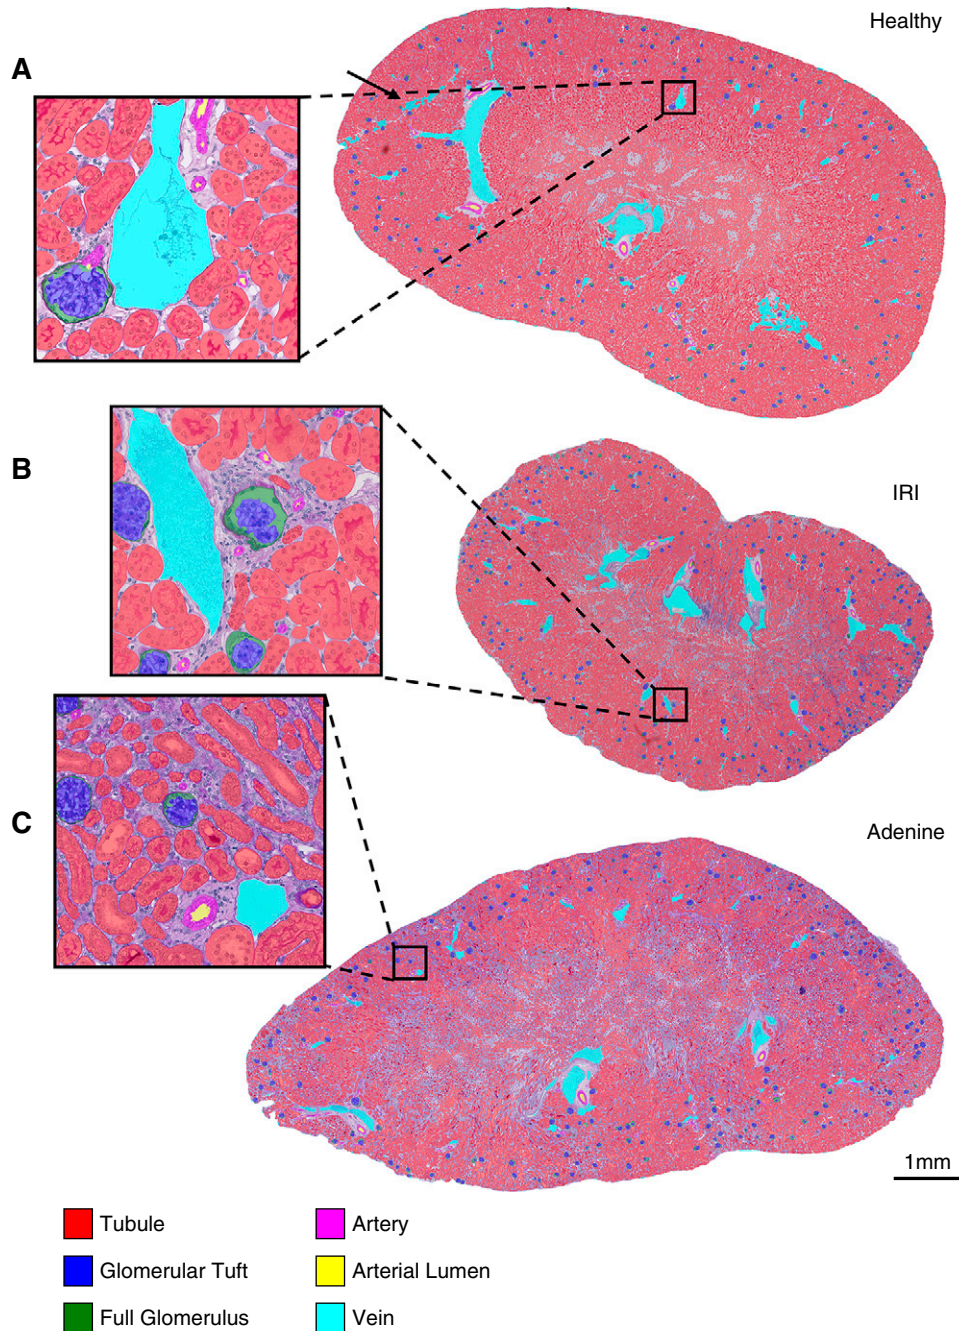 Healthy
A
B
IRI
C
Adenine
1mm
Tubule
Artery
Glomerular Tuft
Arterial Lumen
Full Glomerulus
Vein